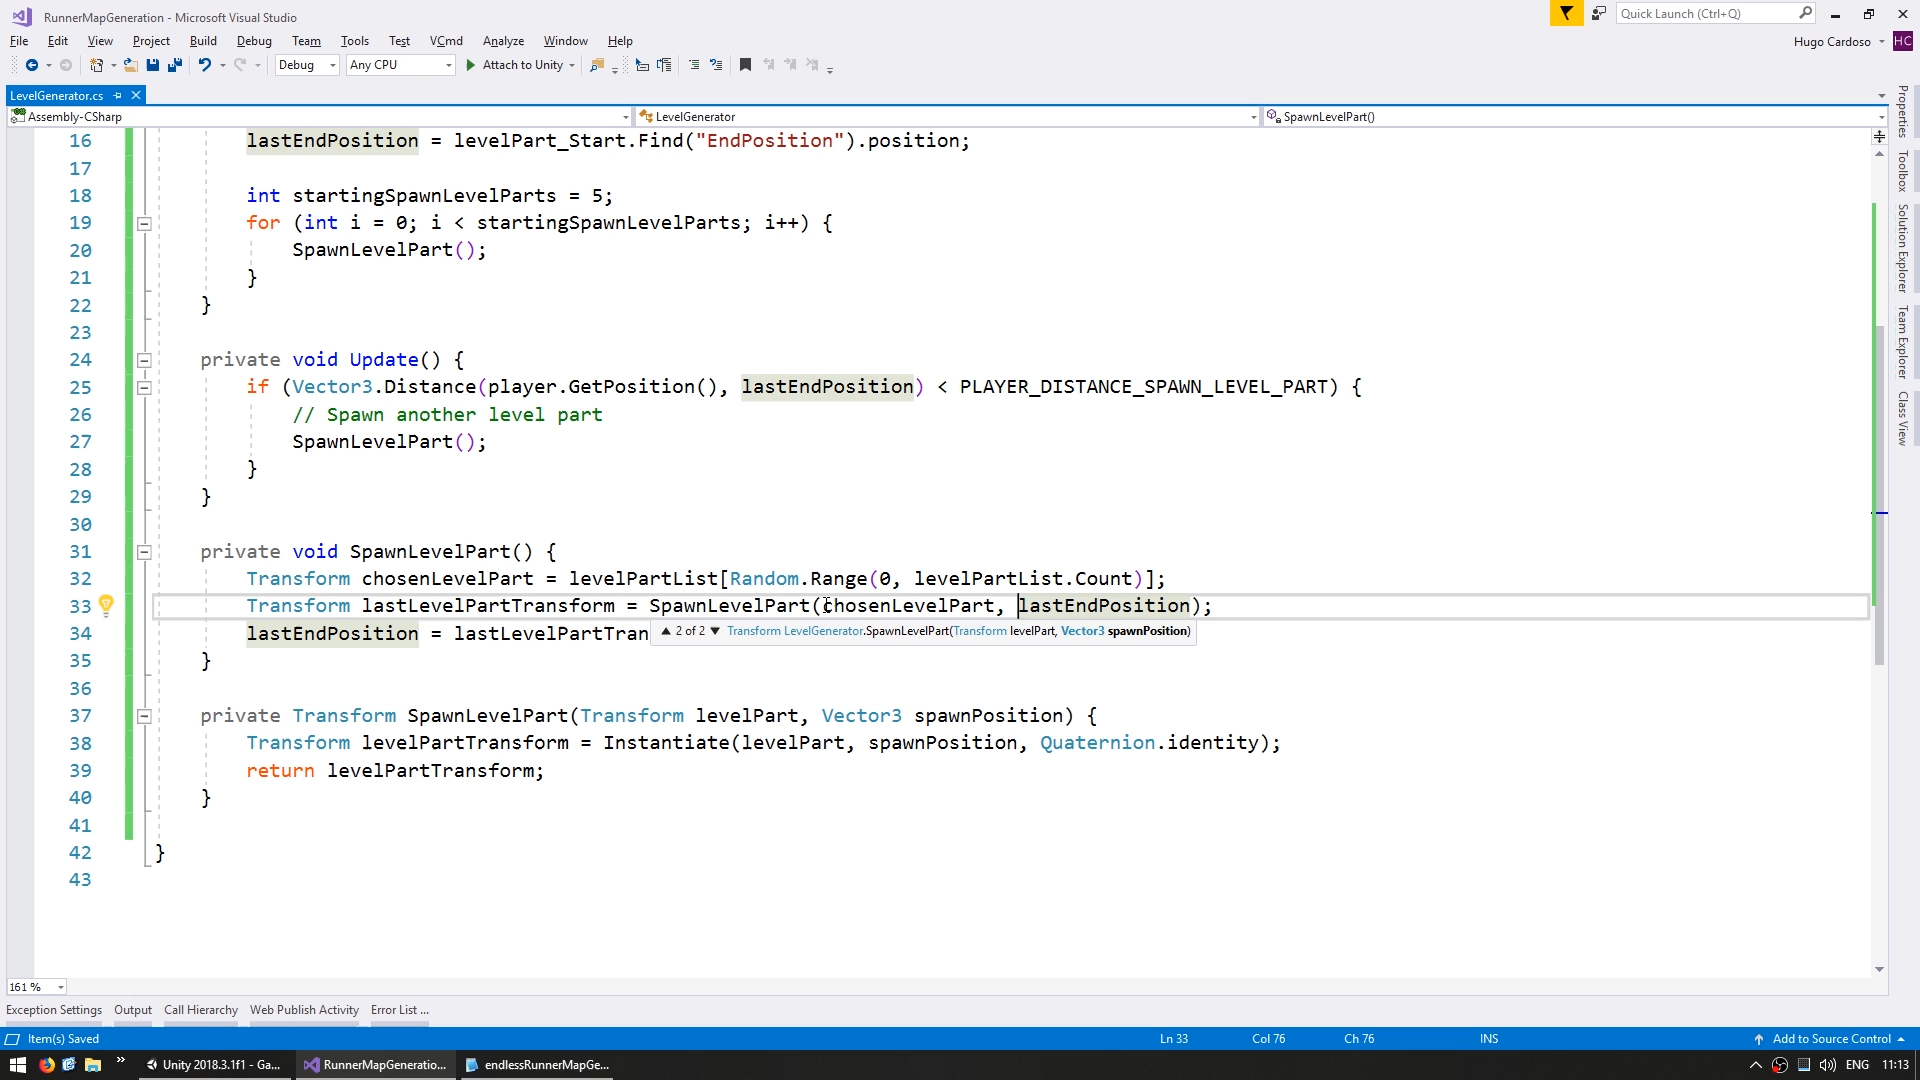 RunnerMapGeneration - Microsoft Visual Studio
Quick Launch (Ctrl+Q)
File Edit View Project Build Debug Team Tools Test VCmd Analyze Window Help
Hugo Cardoso HC
Debug Any CPU Attach to Unity
LevelGenerator.cs
Assembly-CSharp LevelGenerator SpawnLevelPart()
16 lastEndPosition = levelPart_Start.Find("EndPosition").position;
17
18 int startingSpawnLevelParts = 5;
19 for (int i = 0; i < startingSpawnLevelParts; i++) {
20 SpawnLevelPart();
21 }
22 }
23
24 private void Update() {
25 if (Vector3.Distance(player.GetPosition(), lastEndPosition) < PLAYER_DISTANCE_SPAWN_LEVEL_PART) {
26 // Spawn another level part
27 SpawnLevelPart();
28 }
29 }
30
31 private void SpawnLevelPart() {
32 Transform chosenLevelPart = levelPartList[Random.Range(0, levelPartList.Count)];
33 Transform lastLevelPartTransform = SpawnLevelPart(chosenLevelPart, lastEndPosition);
34 lastEndPosition = lastLevelPartTran
▲ 2 of 2 ▼ Transform LevelGenerator.SpawnLevelPart(Transform levelPart, Vector3 spawnPosition)
35 }
36
37 private Transform SpawnLevelPart(Transform levelPart, Vector3 spawnPosition) {
38 Transform levelPartTransform = Instantiate(levelPart, spawnPosition, Quaternion.identity);
39 return levelPartTransform;
40 }
41
42 }
43
Properties
Toolbox
Solution Explorer
Team Explorer
Class View
161 %
Exception Settings Output Call Hierarchy Web Publish Activity Error List ...
Item(s) Saved Ln 33 Col 76 Ch 76 INS Add to Source Control
Unity 2018.3.1f1 - Ga... RunnerMapGeneratio... endlessRunnerMapGe... ENG 11:13